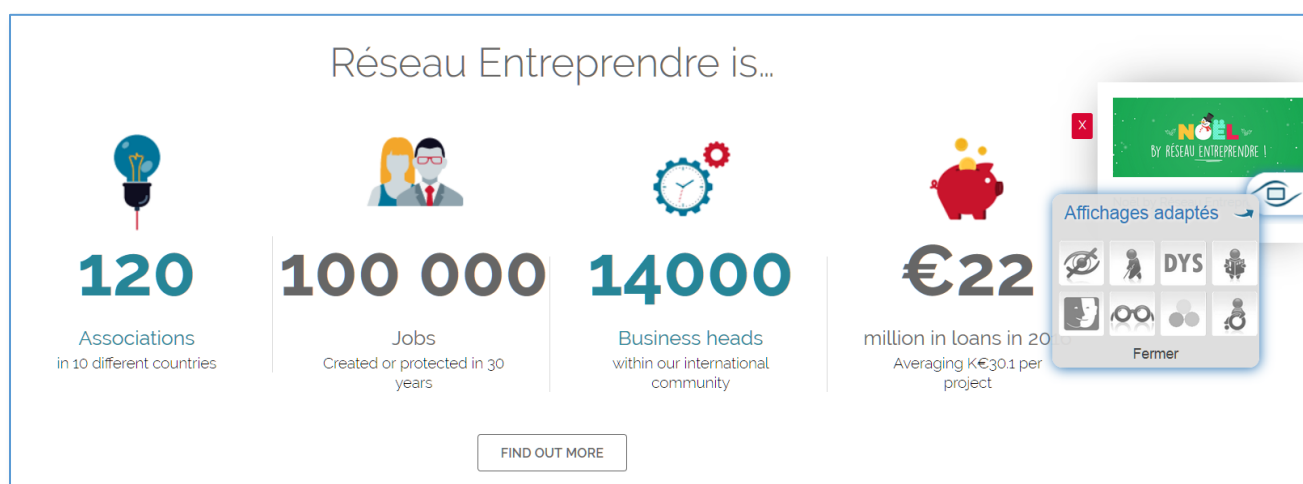 Réseau Entreprendre is...
120
Associations
in 10 different countries
100 000
Jobs
Created or protected in 30
years
14000
Business heads
within our international
community
€22
million in loans in
Averaging K€30.1 per
project
FIND OUT MORE
X
NOËL
BY RÉSEAU ENTREPRENDRE !
Affichages adaptés
DYS
Fermer